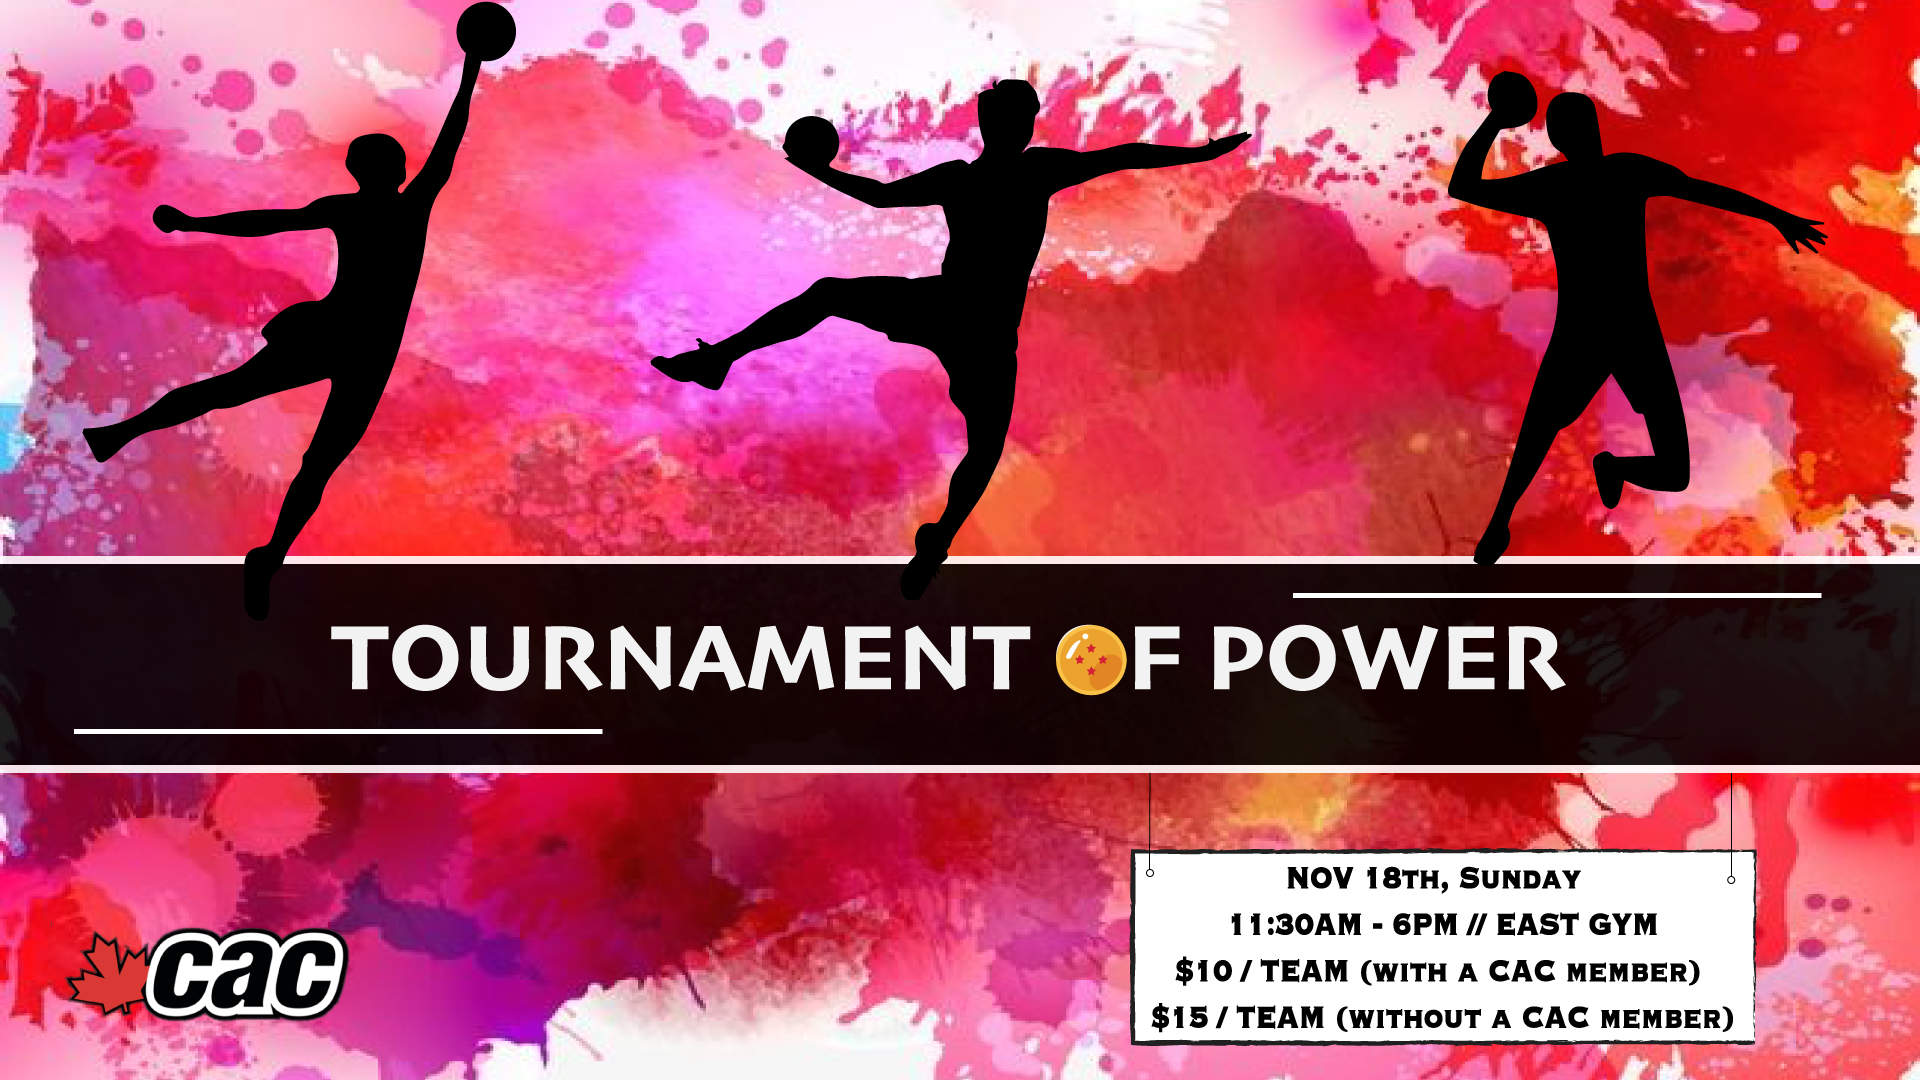 TOURNAMENT OF POWER
NOV 18TH, SUNDAY
11:30AM - 6PM // EAST GYM
$10 / TEAM (WITH A CAC MEMBER)
$15 / TEAM (WITHOUT A CAC MEMBER)
cac